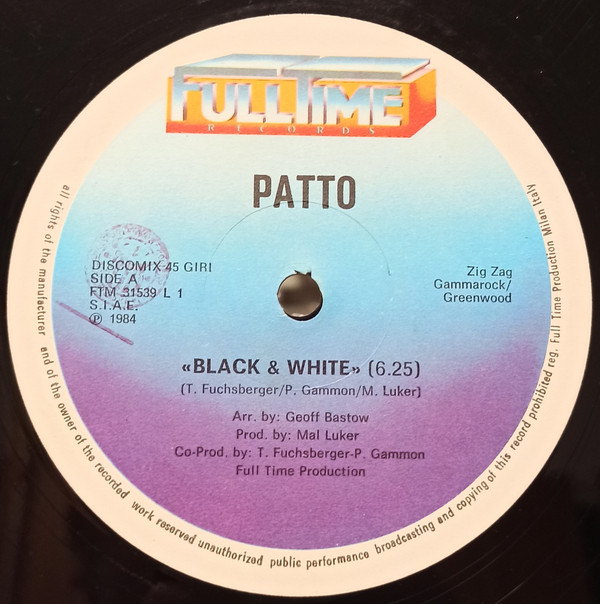 FULLTIME
RECORDS
PATTO
DISCOMIX 45 GIRI
SIDE A
FTM 31539 L 1
S.I.A.E.
Ⓟ 1984
Zig Zag
Gammarock/
Greenwood
«BLACK & WHITE» (6.25)
(T. Fuchsberger/P. Gammon/M. Luker)
Arr. by: Geoff Bastow
Prod. by: Mal Luker
Co-Prod. by: T. Fuchsberger-P. Gammon
Full Time Production
all rights of the manufacturer and of the owner of the recorded work reserved unauthorized public performance broadcasting and copying of this record prohibited reg. Full Time Production Milan Italy